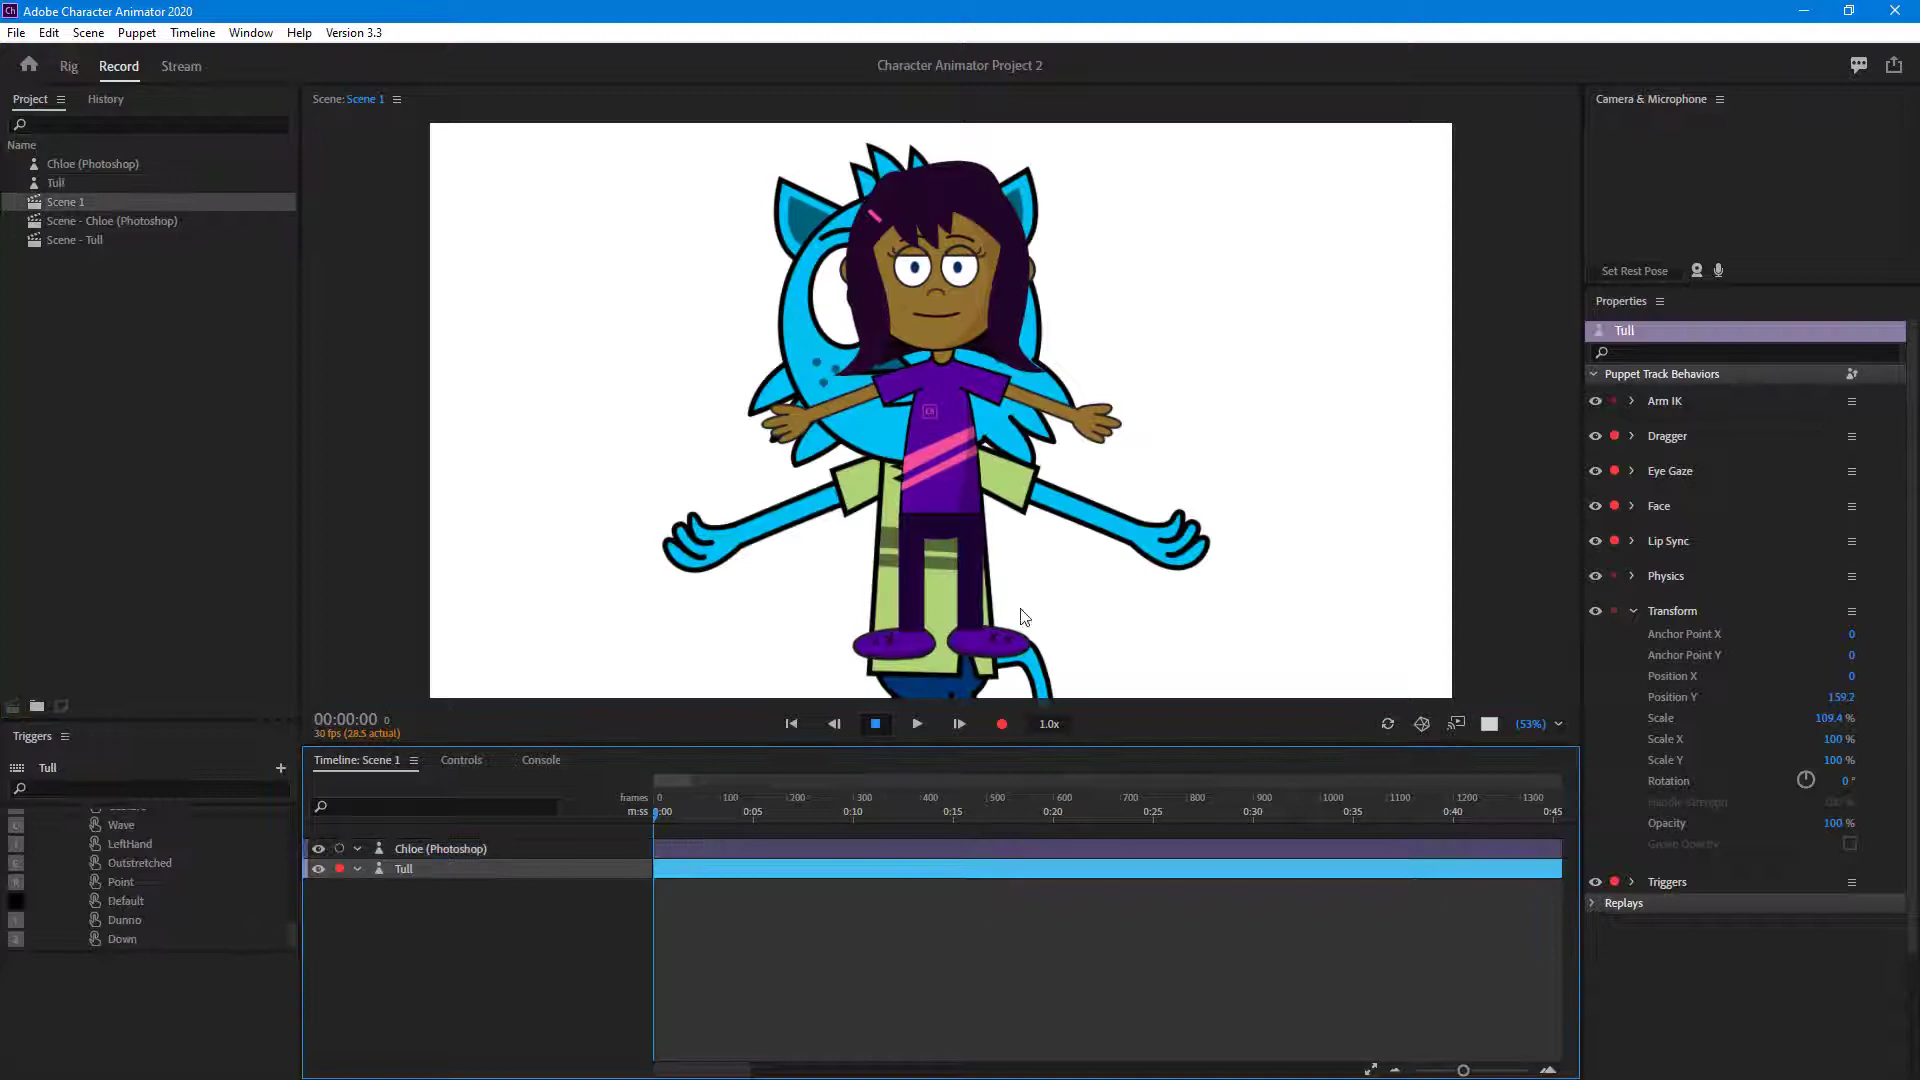 Ch Adobe Character Animator 2020
File Edit Scene Puppet Timeline Window Help Version 3.3
Rig Record Stream
Character Animator Project 2
Project History
Name
Chloe (Photoshop)
Tull
Scene 1
Scene - Chloe (Photoshop)
Scene - Tull
Scene: Scene 1
Ch
00:00:00 0
30 fps (28.5 actual)
1.0x
(53%)
Triggers
Tull
Wave
LeftHand
Outstretched
Point
Default
Dunno
Down
Timeline: Scene 1 Controls Console
frames 0 100 200 300 400 500 600 700 800 900 1000 1100 1200 1300
m:ss 0:00 0:05 0:10 0:15 0:20 0:25 0:30 0:35 0:40 0:45
Chloe (Photoshop)
Tull
Camera & Microphone
Set Rest Pose
Properties
Tull
Puppet Track Behaviors
Arm IK
Dragger
Eye Gaze
Face
Lip Sync
Physics
Transform
Anchor Point X 0
Anchor Point Y 0
Position X 0
Position Y 159.2
Scale 109.4 %
Scale X 100 %
Scale Y 100 %
Rotation 0 °
Handle Strength 100 %
Opacity 100 %
Group Opacity
Triggers
Replays